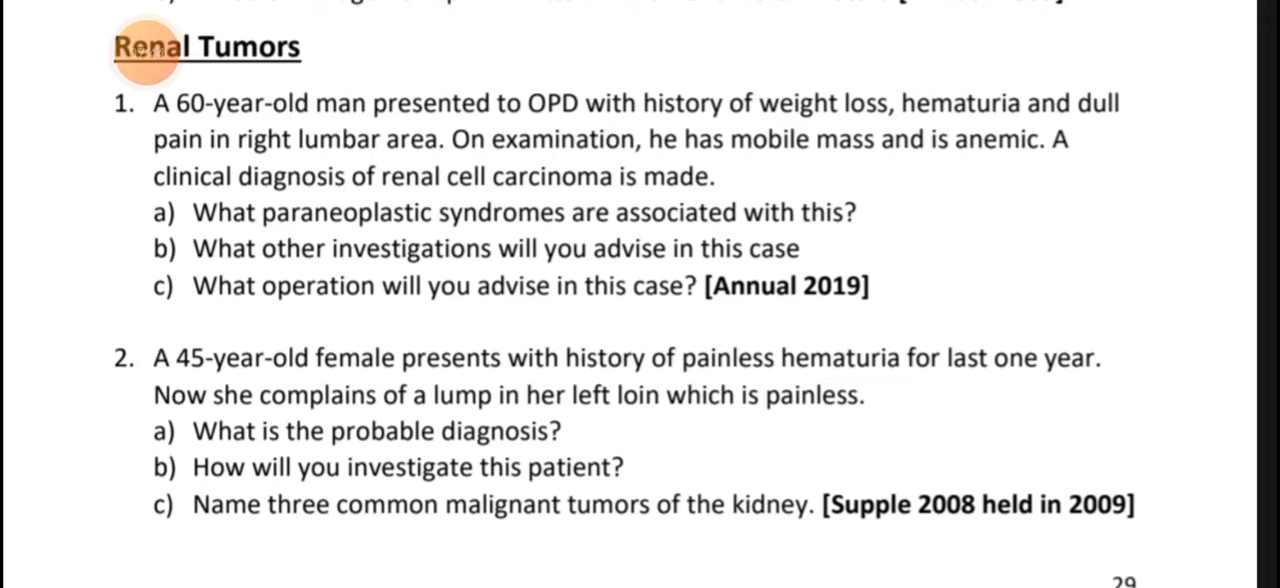 Renal Tumors
1. A 60-year-old man presented to OPD with history of weight loss, hematuria and dull
pain in right lumbar area. On examination, he has mobile mass and is anemic. A
clinical diagnosis of renal cell carcinoma is made.
a) What paraneoplastic syndromes are associated with this?
b) What other investigations will you advise in this case
c) What operation will you advise in this case? [Annual 2019]
2. A 45-year-old female presents with history of painless hematuria for last one year.
Now she complains of a lump in her left loin which is painless.
a) What is the probable diagnosis?
b) How will you investigate this patient?
c) Name three common malignant tumors of the kidney. [Supple 2008 held in 2009]
29